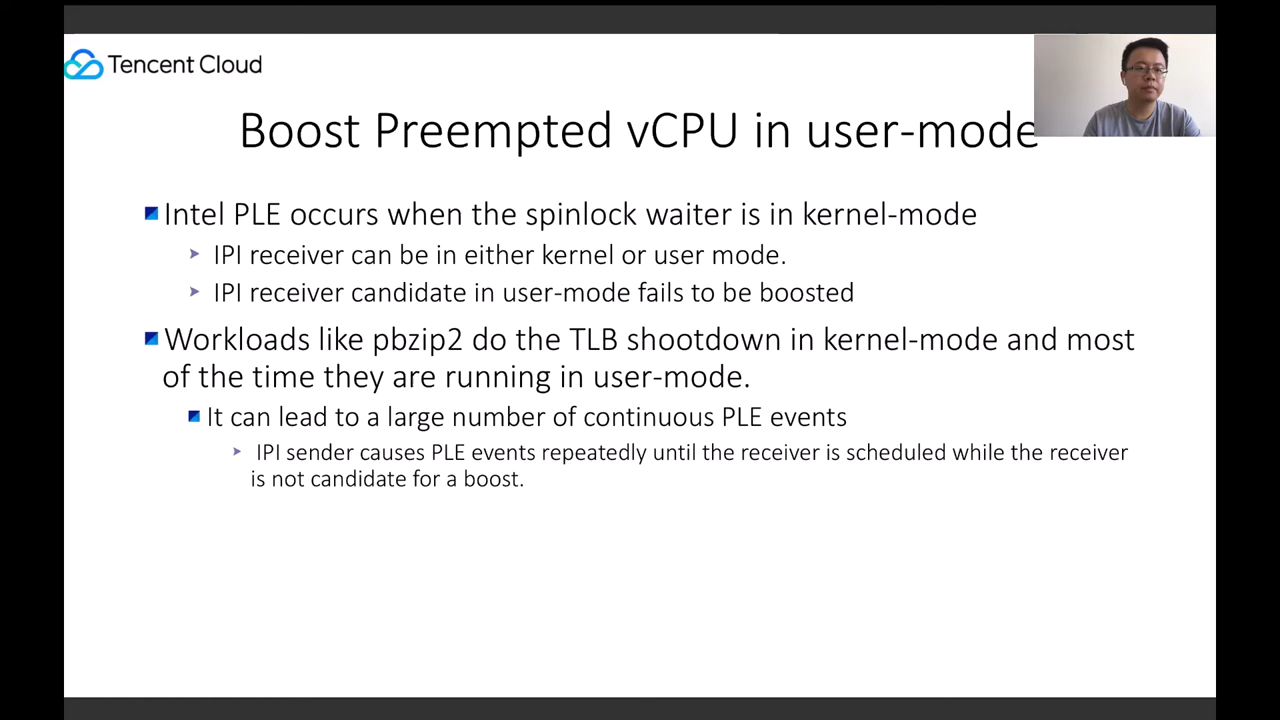 Tencent Cloud
Boost Preempted vCPU in user-mode
Intel PLE occurs when the spinlock waiter is in kernel-mode
IPI receiver can be in either kernel or user mode.
IPI receiver candidate in user-mode fails to be boosted
Workloads like pbzip2 do the TLB shootdown in kernel-mode and most
of the time they are running in user-mode.
It can lead to a large number of continuous PLE events
IPI sender causes PLE events repeatedly until the receiver is scheduled while the receiver
is not candidate for a boost.